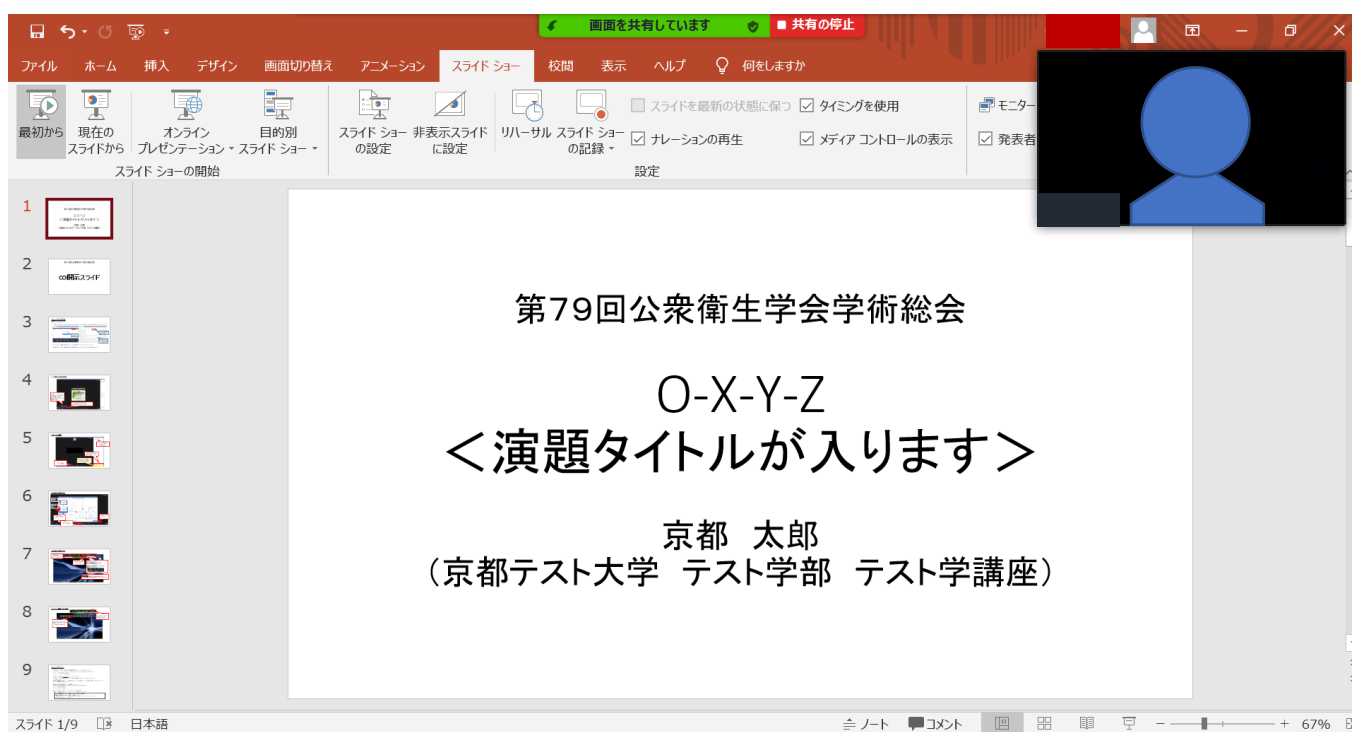 画面を共有しています
共有の停止
ファイル ホーム 挿入 デザイン 画面切り替え アニメーション スライド ショー 校閲 表示 ヘルプ 何をしますか
最初から
現在の
スライドから
オンライン
プレゼンテーション
目的別
スライド ショー
スライド ショーの開始
スライド ショー
の設定
非表示スライド
に設定
リハーサル
スライド ショー
の記録
スライドを最新の状態に保つ
ナレーションの再生
タイミングを使用
メディア コントロールの表示
設定
モニター
発表者
1
2
COI開示スライド
3
4
5
6
7
8
9
第79回公衆衛生学会学術総会
O-X-Y-Z
<演題タイトルが入ります>
京都 太郎
(京都テスト大学 テスト学部 テスト学講座)
スライド 1/9 日本語 ノート コメント 67%